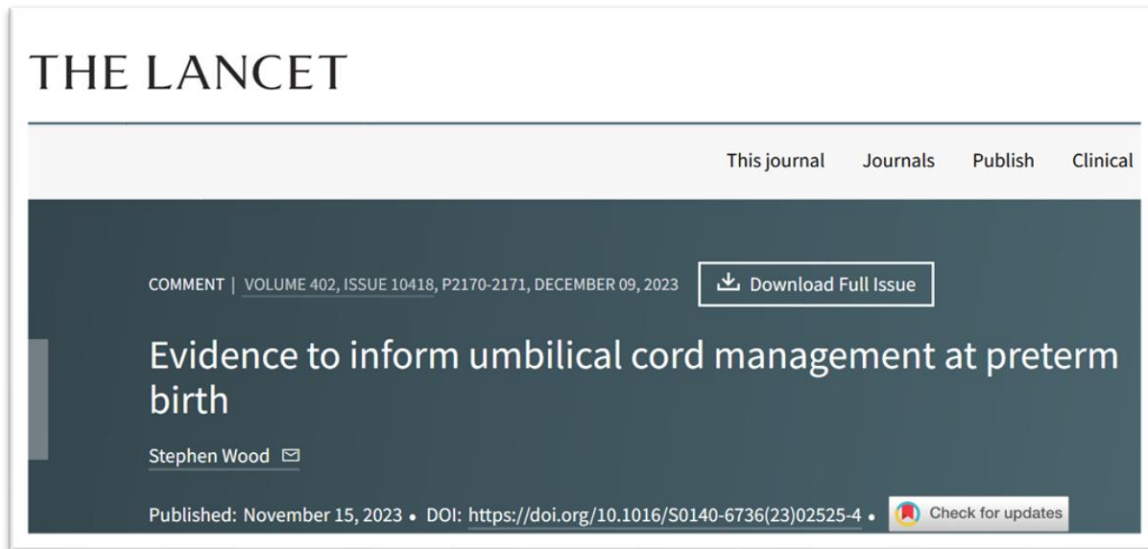 THE LANCET
This journal Journals Publish Clinical
COMMENT | VOLUME 402, ISSUE 10418, P2170-2171, DECEMBER 09, 2023 Download Full Issue
Evidence to inform umbilical cord management at preterm
birth
Stephen Wood
Published: November 15, 2023 • DOI: https://doi.org/10.1016/S0140-6736(23)02525-4 • Check for updates